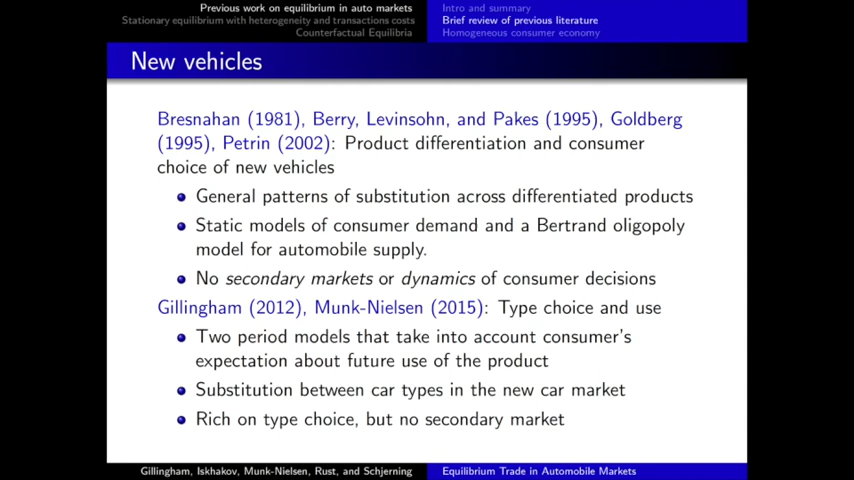 Previous work on equilibrium in auto markets
Stationary equilibrium with heterogeneity and transactions costs
Counterfactual Equilibria
Intro and summary
Brief review of previous literature
Homogeneous consumer economy
New vehicles
Bresnahan (1981), Berry, Levinsohn, and Pakes (1995), Goldberg
(1995), Petrin (2002): Product differentiation and consumer
choice of new vehicles
General patterns of substitution across differentiated products
Static models of consumer demand and a Bertrand oligopoly
model for automobile supply.
No secondary markets or dynamics of consumer decisions
Gillingham (2012), Munk-Nielsen (2015): Type choice and use
Two period models that take into account consumer's
expectation about future use of the product
Substitution between car types in the new car market
Rich on type choice, but no secondary market
Gillingham, Iskhakov, Munk-Nielsen, Rust, and Schjerning
Equilibrium Trade in Automobile Markets